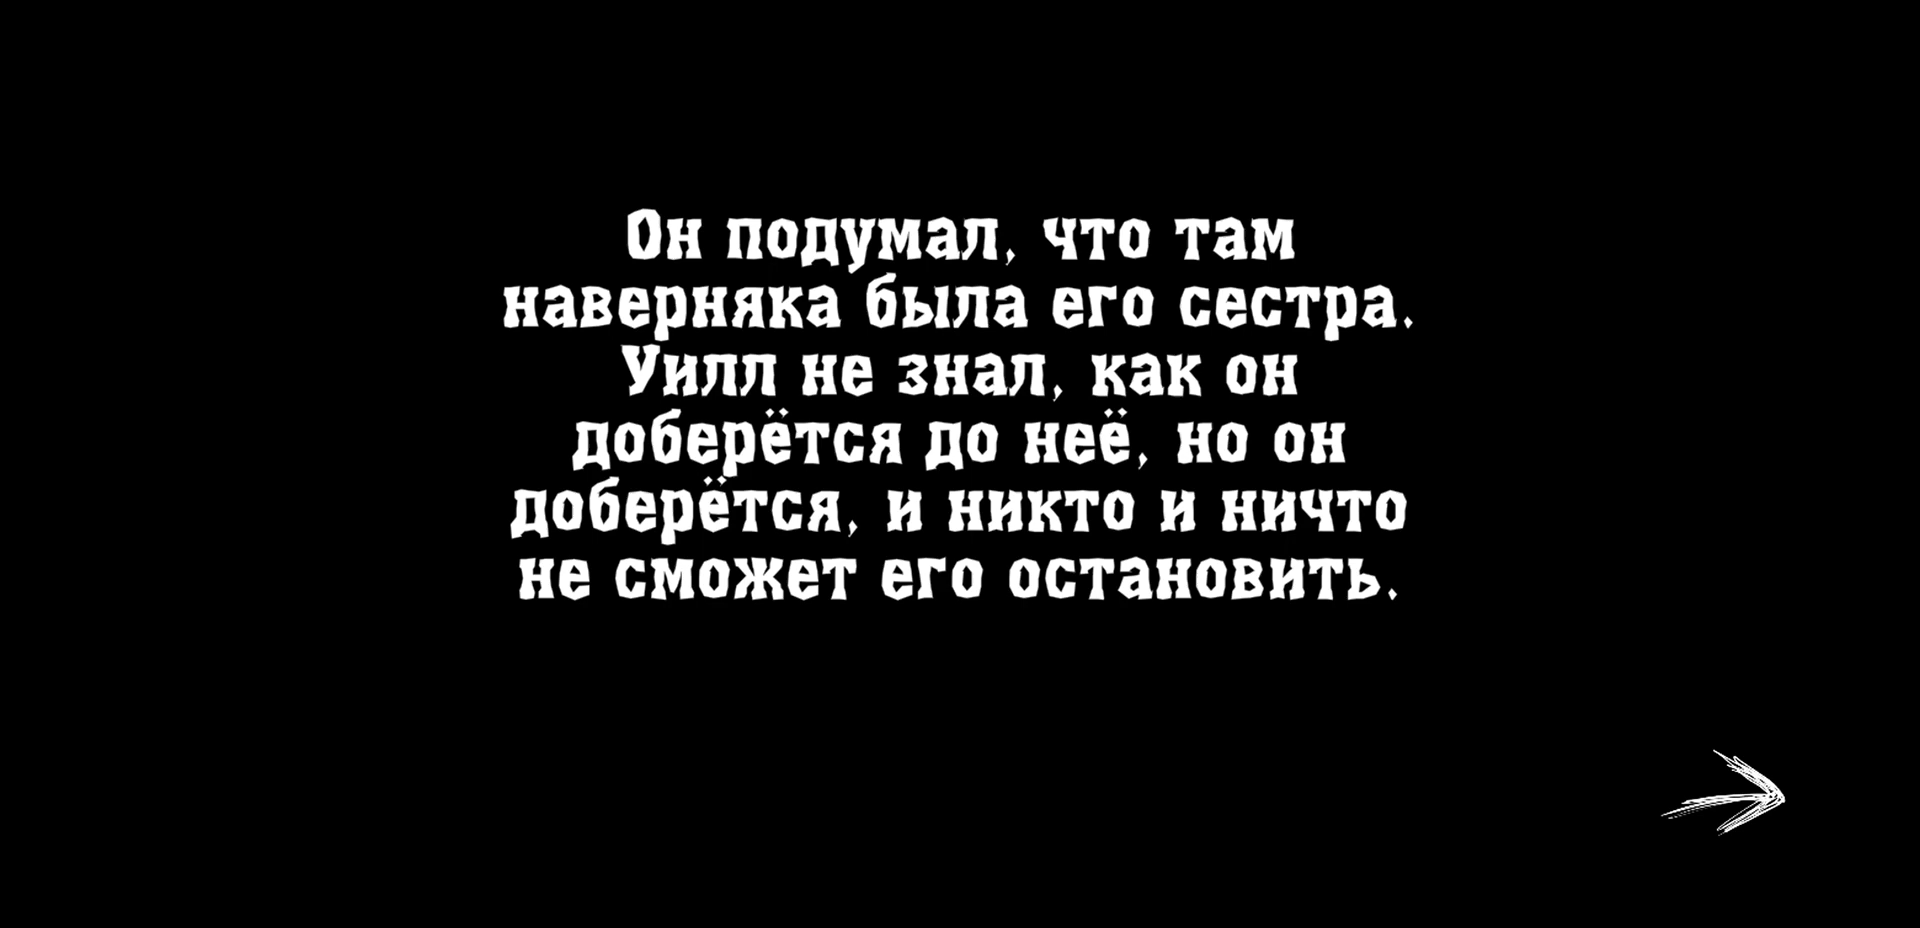 Он подумал, что там
наверняка была его сестра.
Уилл не знал, как он
доберётся до неё, но он
доберётся, и никто и ничто
не сможет его остановить.